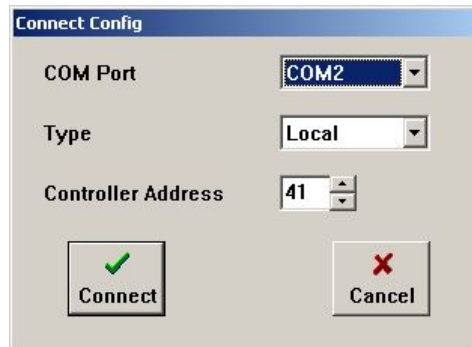 Connect Config
COM Port COM2
Type Local
Controller Address 41
Connect Cancel